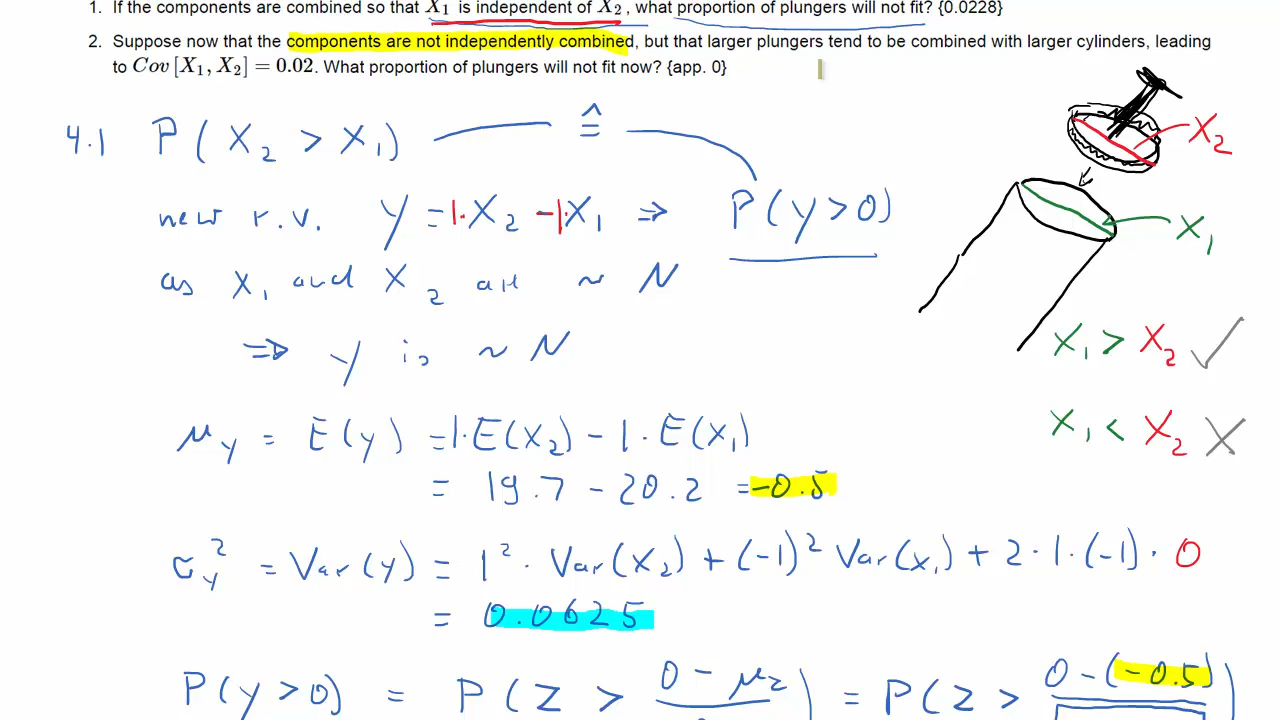 1. If the components are combined so that X₁ is independent of X₂, what proportion of plungers will not fit? {0.0228}
2. Suppose now that the components are not independently combined, but that larger plungers tend to be combined with larger cylinders, leading
to Cov [X₁, X₂] = 0.02. What proportion of plungers will not fit now? {app. 0}
4.1 P(X₂ > X₁) ≙
X₂
new r.v. Y = 1·X₂ −1·X₁ ⇒ P(Y>0)
X₁
as X₁ and X₂ are ~ N
⇒ Y is ~ N
X₁ > X₂ ✓
X₁ < X₂ ✗
μ_Y = E(Y) = 1·E(X₂) − 1·E(X₁)
= 19.7 − 20.2 = −0.5
σ_Y² = Var(Y) = 1²·Var(X₂) + (−1)² Var(X₁) + 2·1·(−1)·0
= 0.0625
P(Y>0) = P(Z > 0 − μ₂ ) = P(Z > 0 − (−0.5) )